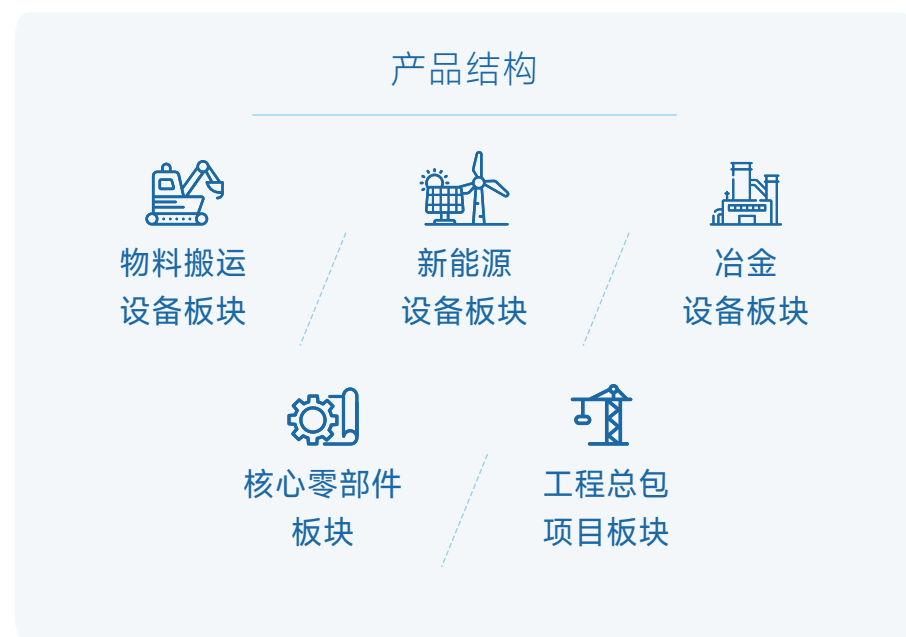 产品结构
物料搬运
设备板块
新能源
设备板块
冶金
设备板块
核心零部件
板块
工程总包
项目板块